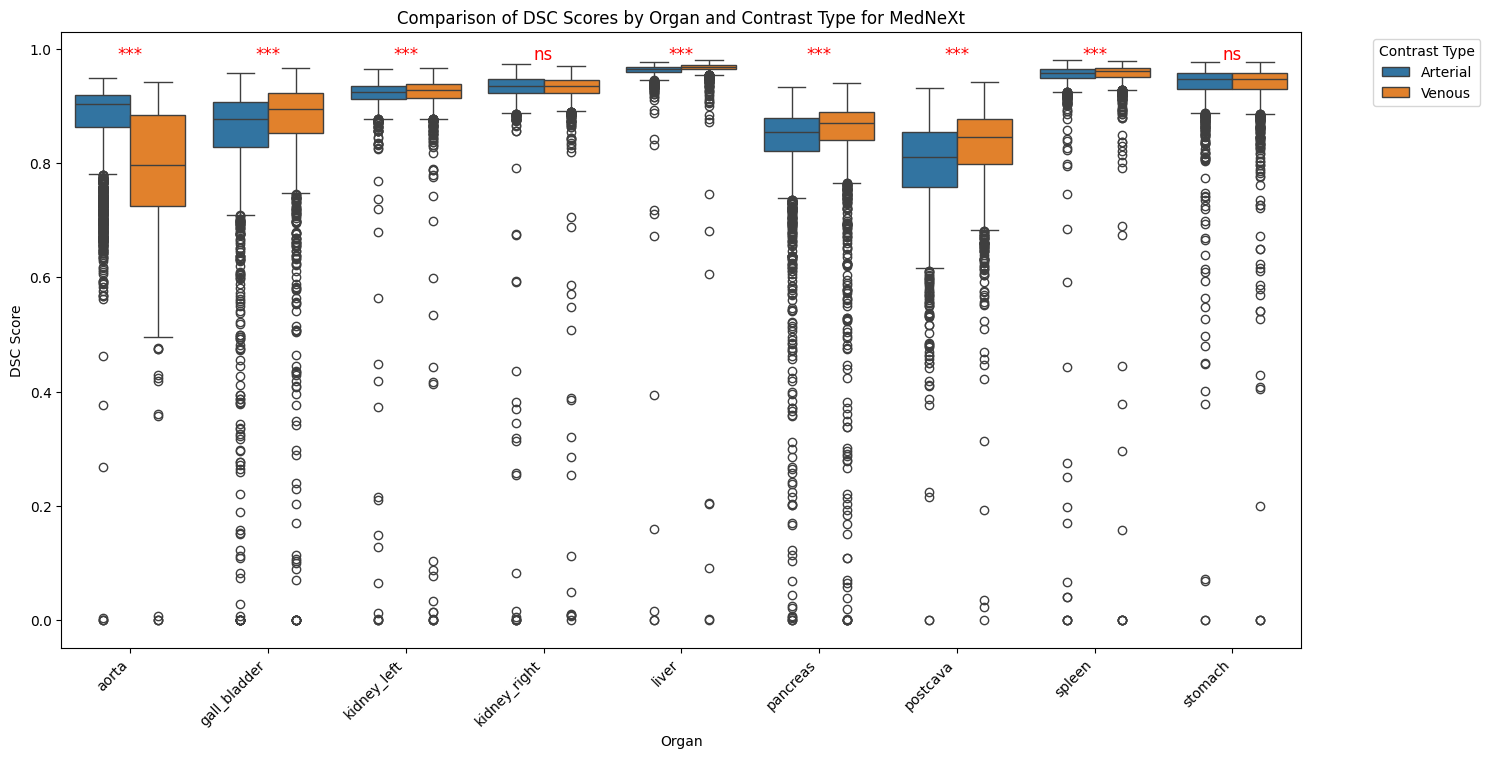 Comparison of DSC Scores by Organ and Contrast Type for MedNeXt
*** *** *** ns *** *** *** *** ns
Contrast Type
Arterial
Venous
DSC Score
1.0
0.8
0.6
0.4
0.2
0.0
aorta gall_bladder kidney_left kidney_right liver pancreas postcava spleen stomach
Organ